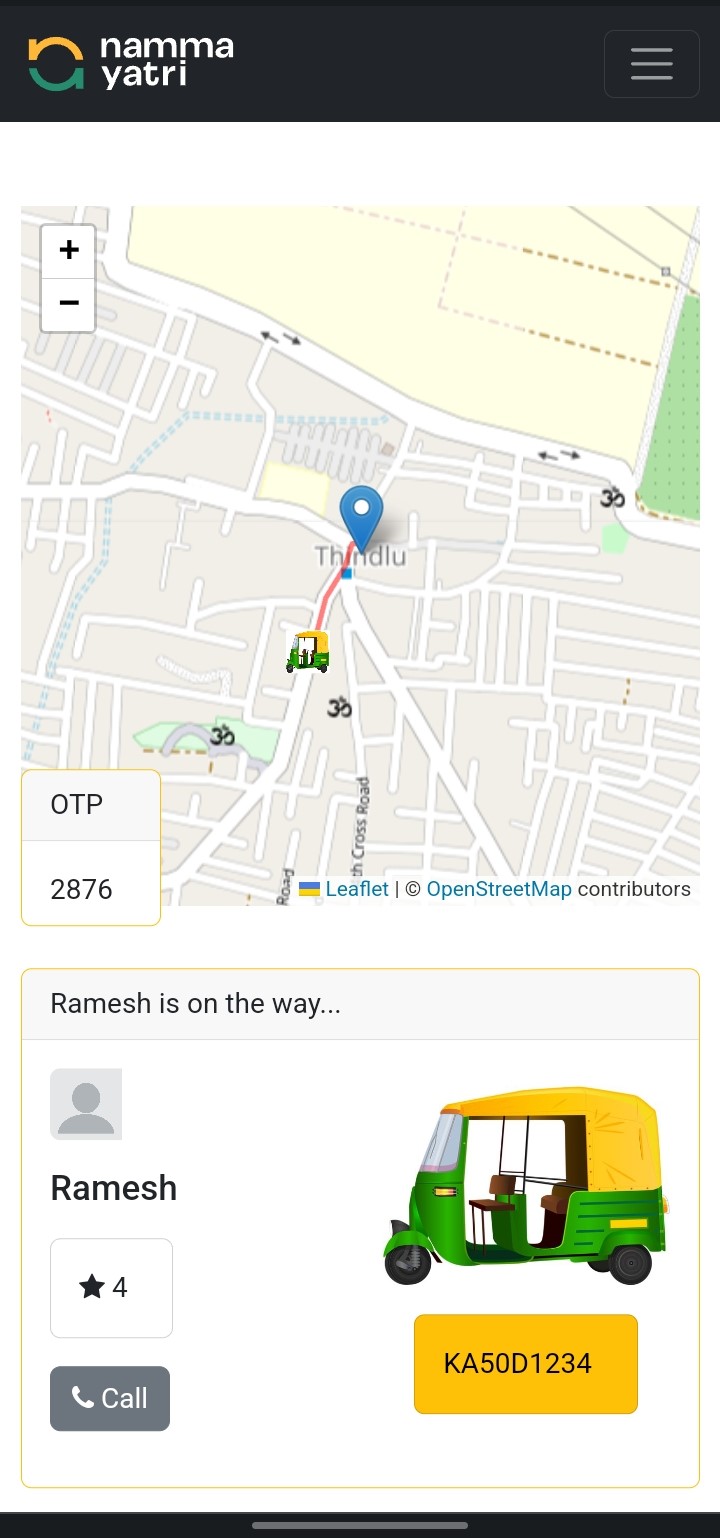 namma
yatri
+
−
ॐ
Thindlu
ॐ
ॐ
th Cross Road
Road
OTP
2876
Leaflet | © OpenStreetMap contributors
Ramesh is on the way...
Ramesh
★ 4
Call
KA50D1234